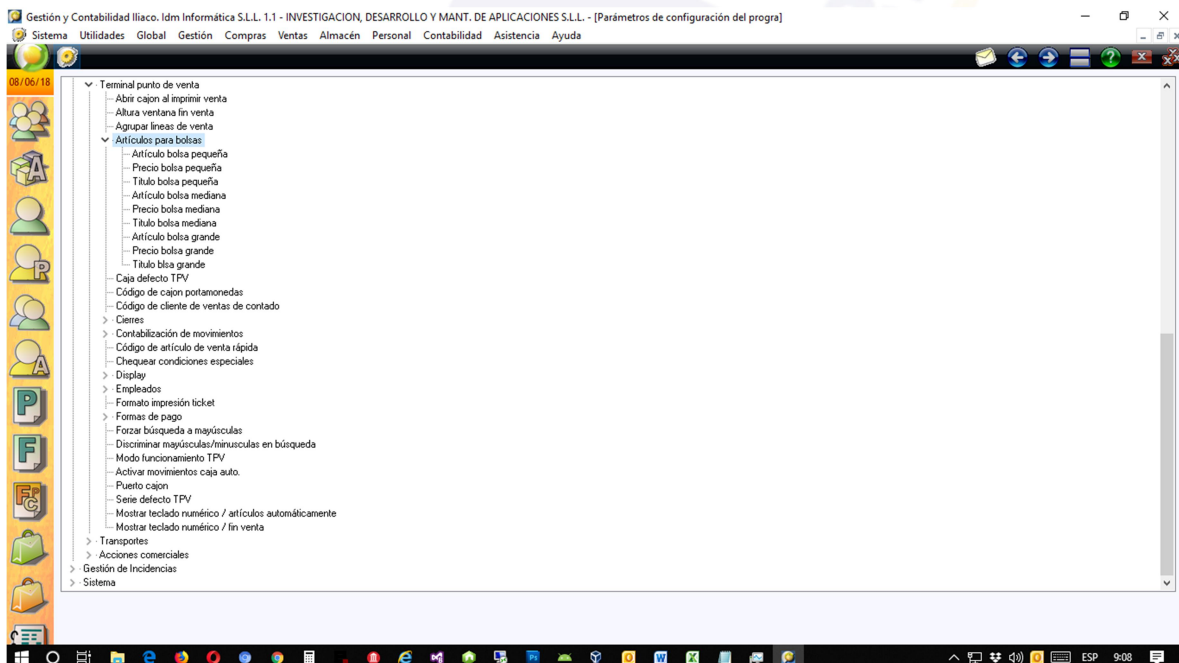 Gestión y Contabilidad Iliaco. Idm Informática S.L.L. 1.1 - INVESTIGACION, DESARROLLO Y MANT. DE APLICACIONES S.L.L. - [Parámetros de configuración del progra]
Sistema Utilidades Global Gestión Compras Ventas Almacén Personal Contabilidad Asistencia Ayuda
08/06/18
Terminal punto de venta
Abrir cajon al imprimir venta
Altura ventana fin venta
Agrupar lineas de venta
Artículos para bolsas
Artículo bolsa pequeña
Precio bolsa pequeña
Titulo bolsa pequeña
Artículo bolsa mediana
Precio bolsa mediana
Titulo bolsa mediana
Artículo bolsa grande
Precio bolsa grande
Titulo blsa grande
Caja defecto TPV
Código de cajon portamonedas
Código de cliente de ventas de contado
Cierres
Contabilización de movimientos
Código de artículo de venta rápida
Chequear condiciones especiales
Display
Empleados
Formato impresión ticket
Formas de pago
Forzar búsqueda a mayúsculas
Discriminar mayúsculas/minusculas en búsqueda
Modo funcionamiento TPV
Activar movimientos caja auto.
Puerto cajon
Serie defecto TPV
Mostrar teclado numérico / artículos automáticamente
Mostrar teclado numérico / fin venta
Transportes
Acciones comerciales
Gestión de Incidencias
Sistema
A
R
A
P
F
ESP 9:08